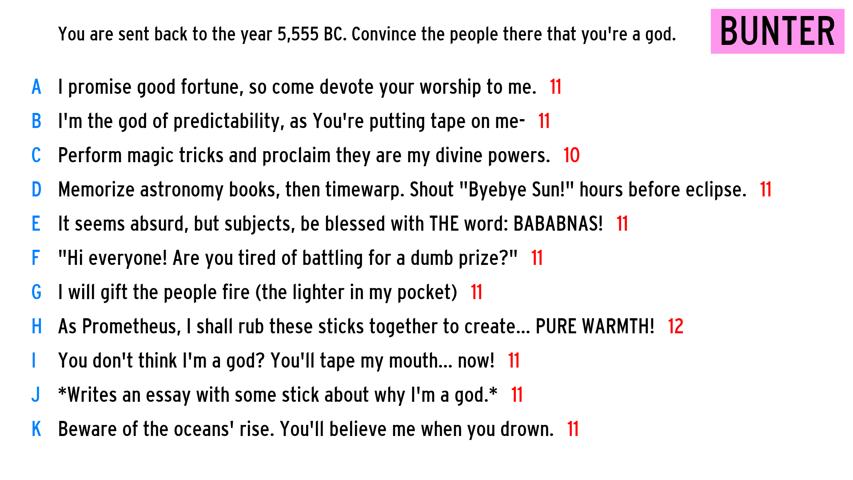 You are sent back to the year 5,555 BC. Convince the people there that you're a god.
BUNTER
A I promise good fortune, so come devote your worship to me. 11
B I'm the god of predictability, as You're putting tape on me- 11
C Perform magic tricks and proclaim they are my divine powers. 10
D Memorize astronomy books, then timewarp. Shout "Byebye Sun!" hours before eclipse. 11
E It seems absurd, but subjects, be blessed with THE word: BABABNAS! 11
F "Hi everyone! Are you tired of battling for a dumb prize?" 11
G I will gift the people fire (the lighter in my pocket) 11
H As Prometheus, I shall rub these sticks together to create... PURE WARMTH! 12
I You don't think I'm a god? You'll tape my mouth... now! 11
J *Writes an essay with some stick about why I'm a god.* 11
K Beware of the oceans' rise. You'll believe me when you drown. 11